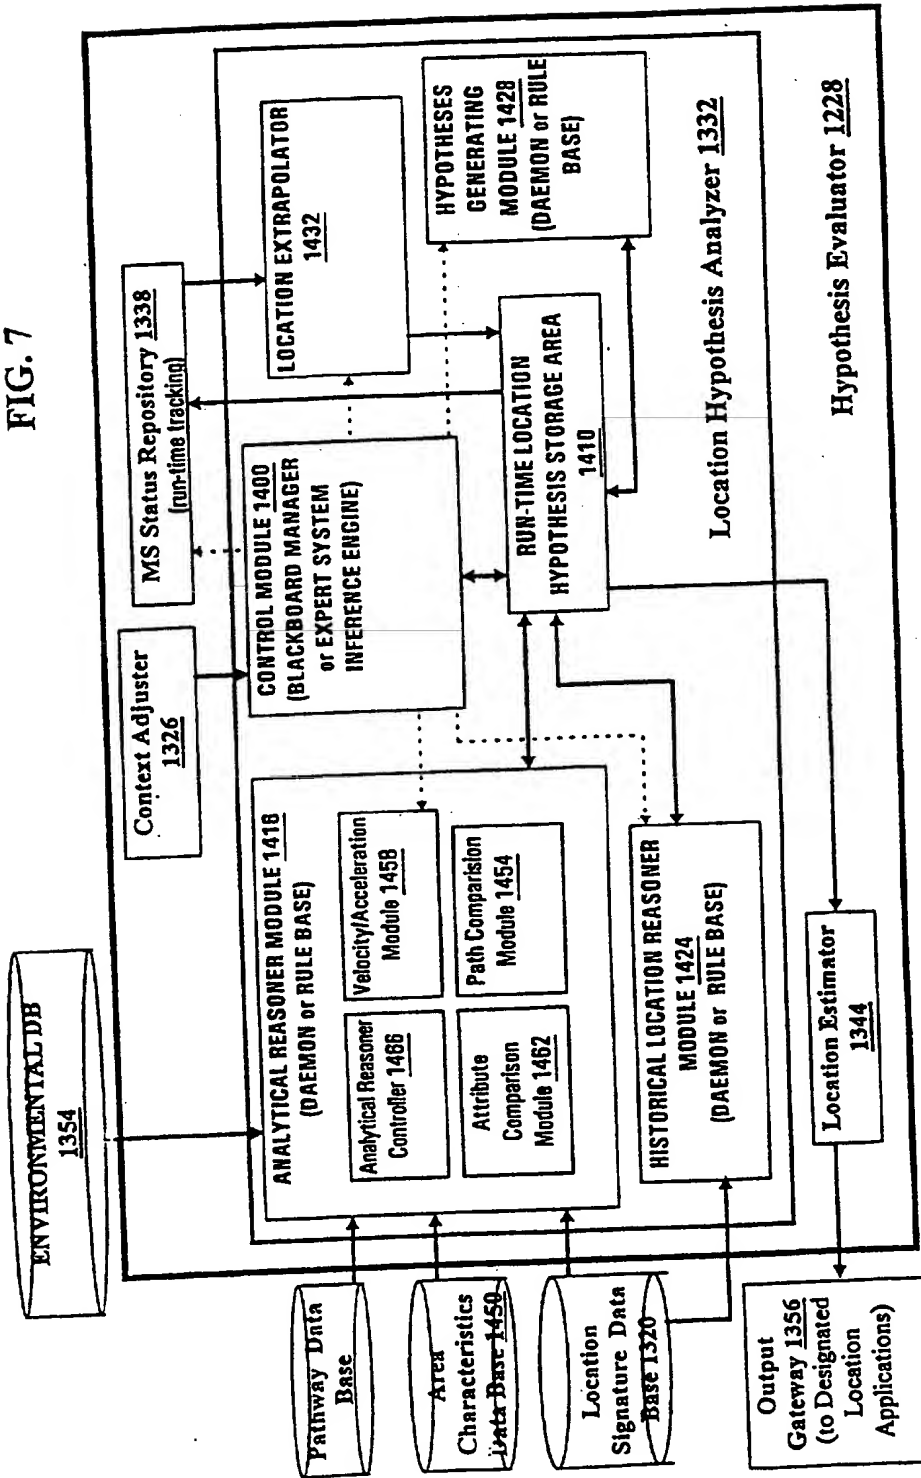 FIG. 7
ENVIRONMENTAL DB
1354
Context Adjuster
1326
MS Status Repository 1338
(run-time tracking)
Pathway Data
Base
Area
Characteristics
Data Base 1450
Location
Signature Data
Base 1320
Output
Gateway 1356
(to Designated
Location
Applications)
ANALYTICAL REASONER MODULE 1418
(DAEMON or RULE BASE)
Analytical Reasoner
Controller 1466
Velocity/Acceleration
Module 1458
Attribute
Comparison
Module 1462
Path Comparision
Module 1454
CONTROL MODULE 1400
(BLACKBOARD MANAGER
or EXPERT SYSTEM
INFERENCE ENGINE)
LOCATION EXTRAPOLATOR
1432
HYPOTHESES
GENERATING
MODULE 1428
(DAEMON or RULE
BASE)
RUN-TIME LOCATION
HYPOTHESIS STORAGE AREA
1410
HISTORICAL LOCATION REASONER
MODULE 1424
(DAEMON or RULE BASE)
Location Hypothesis Analyzer 1332
Location Estimator
1344
Hypothesis Evaluator 1228